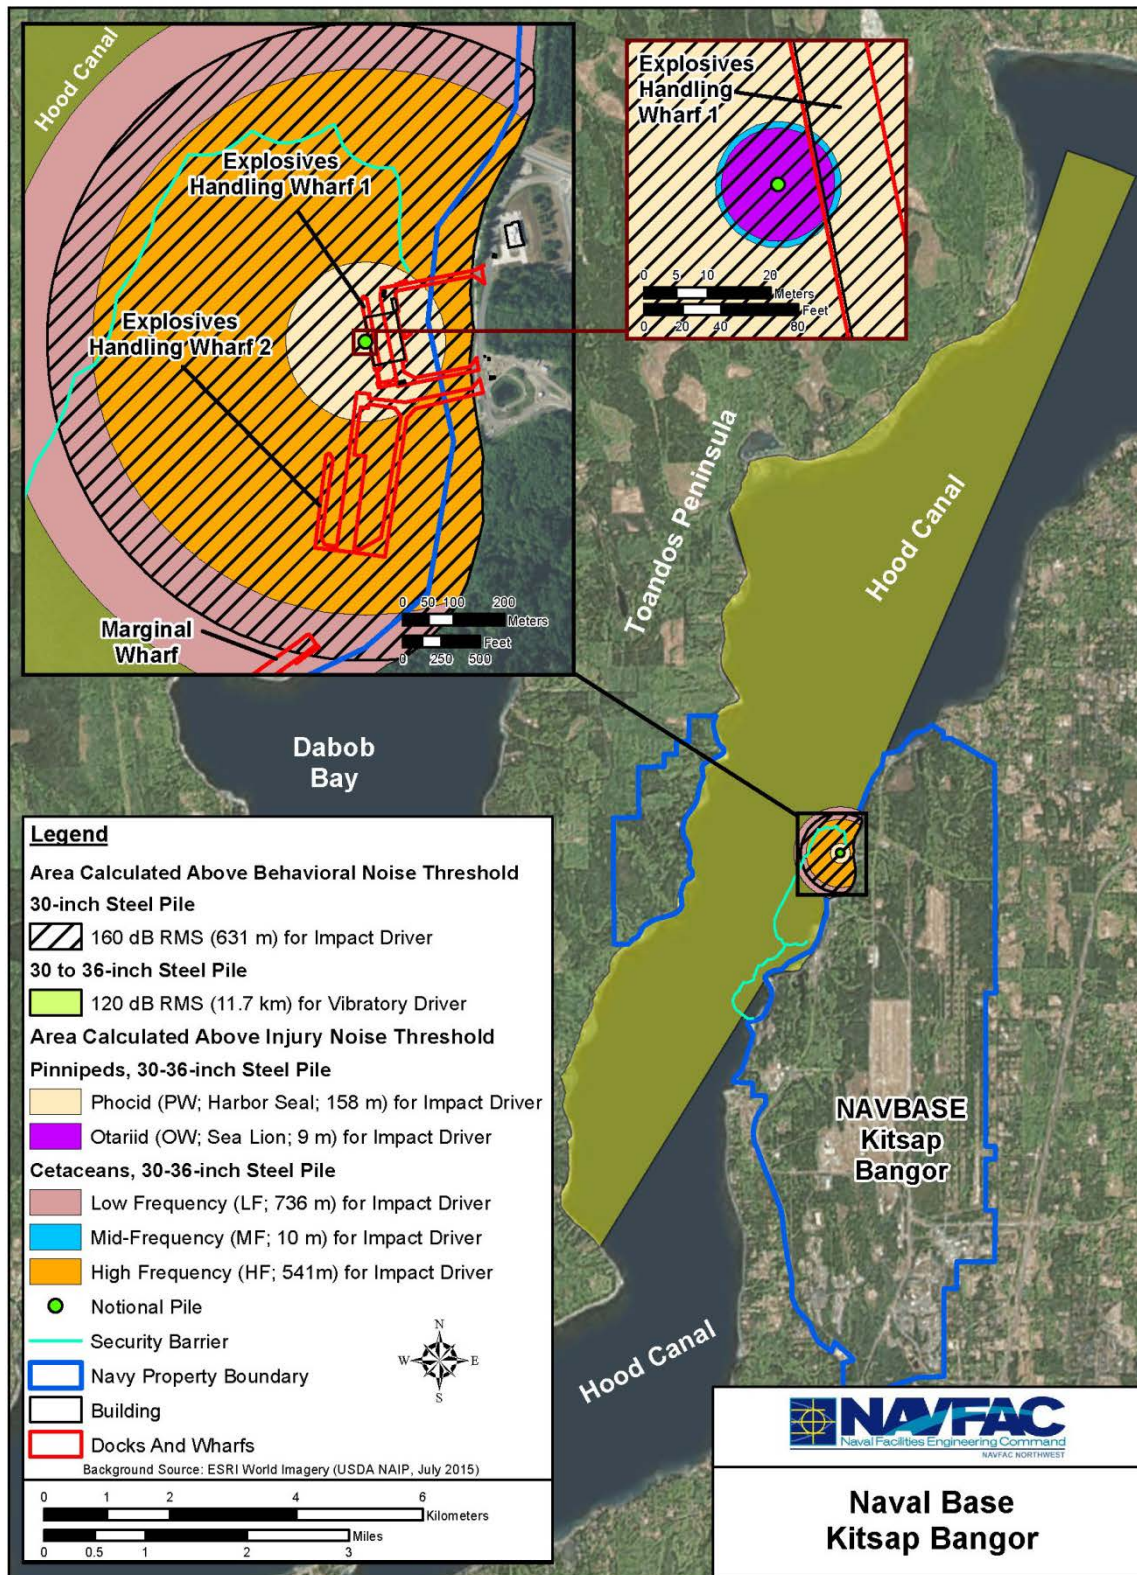 Hood Canal
Explosives
Handling Wharf 1
Explosives
Handling Wharf 2
Marginal
Wharf
0 50 100 200
Meters
Feet
0 250 500
Explosives
Handling
Wharf 1
0 5 10 20
Meters
Feet
0 20 40 80
Toandos Peninsula
Hood Canal
Dabob
Bay
NAVBASE
Kitsap
Bangor
Hood Canal
Legend
Area Calculated Above Behavioral Noise Threshold
30-inch Steel Pile
160 dB RMS (631 m) for Impact Driver
30 to 36-inch Steel Pile
120 dB RMS (11.7 km) for Vibratory Driver
Area Calculated Above Injury Noise Threshold
Pinnipeds, 30-36-inch Steel Pile
Phocid (PW; Harbor Seal; 158 m) for Impact Driver
Otariid (OW; Sea Lion; 9 m) for Impact Driver
Cetaceans, 30-36-inch Steel Pile
Low Frequency (LF; 736 m) for Impact Driver
Mid-Frequency (MF; 10 m) for Impact Driver
High Frequency (HF; 541m) for Impact Driver
Notional Pile
Security Barrier
Navy Property Boundary
Building
Docks And Wharfs
N
W E
S
Background Source: ESRI World Imagery (USDA NAIP, July 2015)
0 1 2 4 6
Kilometers
Miles
0 0.5 1 2 3
NAVFAC
Naval Facilities Engineering Command
NAVFAC NORTHWEST
Naval Base
Kitsap Bangor